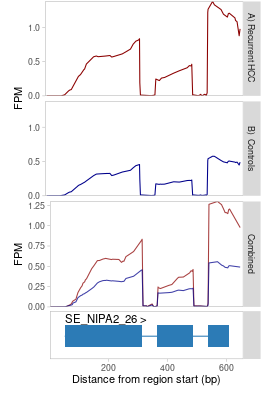 A) Recurrent HCC
1.0
0.5
0.0
FPM
B) Controls
1.0
0.5
0.0
Combined
1.25
1.00
0.75
0.50
0.25
0.00
FPM
SE_NIPA2_26 >
200
400
600
Distance from region start (bp)